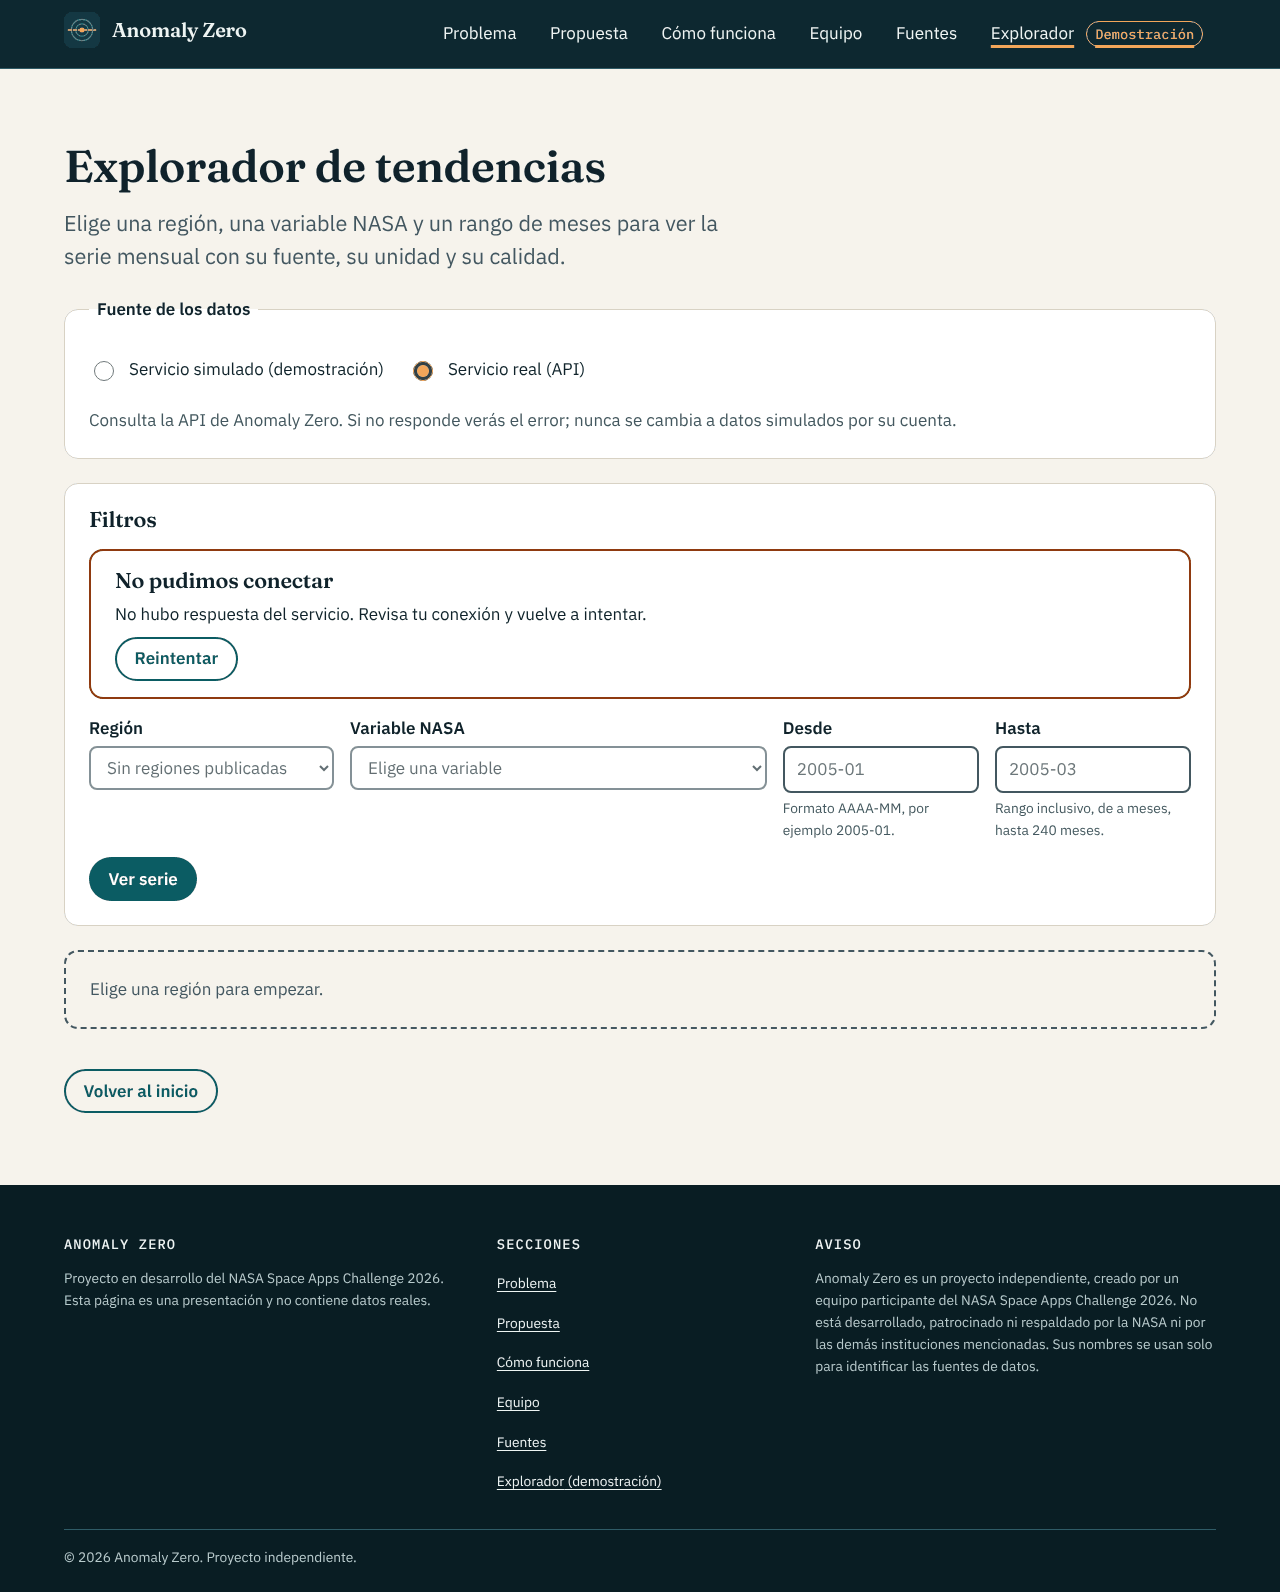 Anomaly Zero
Problema
Propuesta
Cómo funciona
Equipo
Fuentes
Explorador
Demostración
Explorador de tendencias
Elige una región, una variable NASA y un rango de meses para ver la
serie mensual con su fuente, su unidad y su calidad.
Fuente de los datos
Servicio simulado (demostración)
Servicio real (API)
Consulta la API de Anomaly Zero. Si no responde verás el error; nunca se cambia a datos simulados por su cuenta.
Filtros
No pudimos conectar
No hubo respuesta del servicio. Revisa tu conexión y vuelve a intentar.
Reintentar
Región
Variable NASA
Desde
Hasta
Sin regiones publicadas
Elige una variable
2005-01
2005-03
Formato AAAA-MM, por
ejemplo 2005-01.
Rango inclusivo, de a meses,
hasta 240 meses.
Ver serie
Elige una región para empezar.
Volver al inicio
ANOMALY ZERO
Proyecto en desarrollo del NASA Space Apps Challenge 2026.
Esta página es una presentación y no contiene datos reales.
SECCIONES
Problema
Propuesta
Cómo funciona
Equipo
Fuentes
Explorador (demostración)
AVISO
Anomaly Zero es un proyecto independiente, creado por un
equipo participante del NASA Space Apps Challenge 2026. No
está desarrollado, patrocinado ni respaldado por la NASA ni por
las demás instituciones mencionadas. Sus nombres se usan solo
para identificar las fuentes de datos.
© 2026 Anomaly Zero. Proyecto independiente.